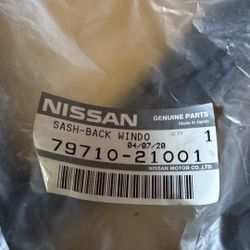 NISSAN
GENUINE PARTS
Made in Japan
SASH-BACK WINDO
Q'TY 1
04/07/20
79710-21001
NISSAN MOTOR CO.,LTD.